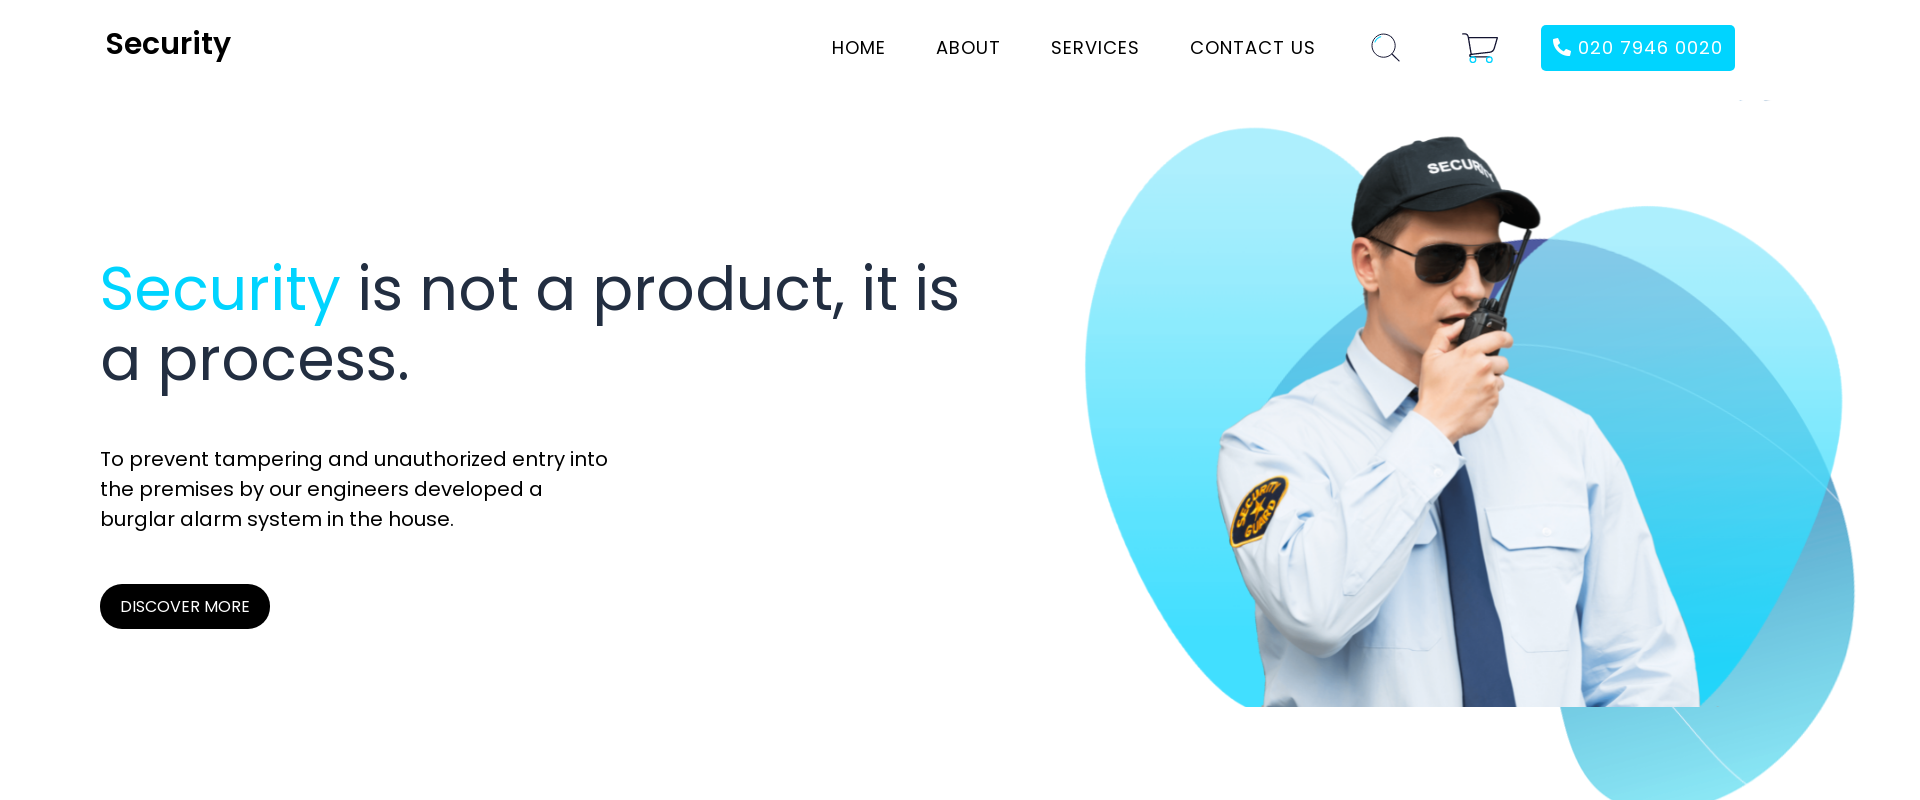 Security
HOME
ABOUT
SERVICES
CONTACT US
020 7946 0020
SECURITY
Security is not a product, it is
a process.
To prevent tampering and unauthorized entry into
the premises by our engineers developed a
burglar alarm system in the house.
SECURITY
GUARD
DISCOVER MORE